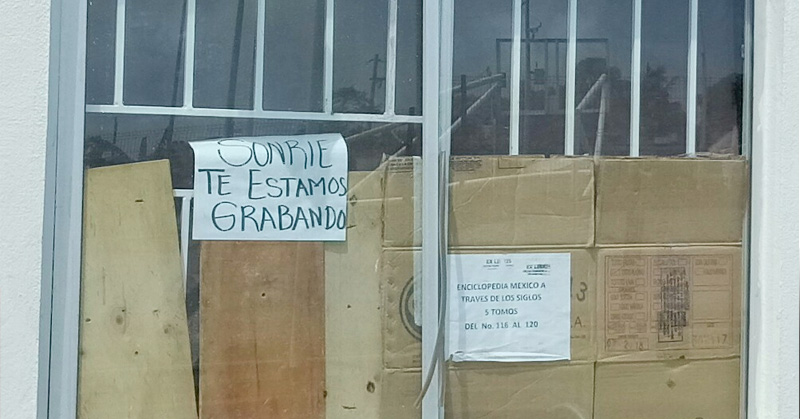 SONRIE
TE ESTAMOS
GRABANDO
ENCICLOPEDIA MEXICO A
TRAVES DE LOS SIGLOS
5 TOMOS
DEL No. 116 AL 120